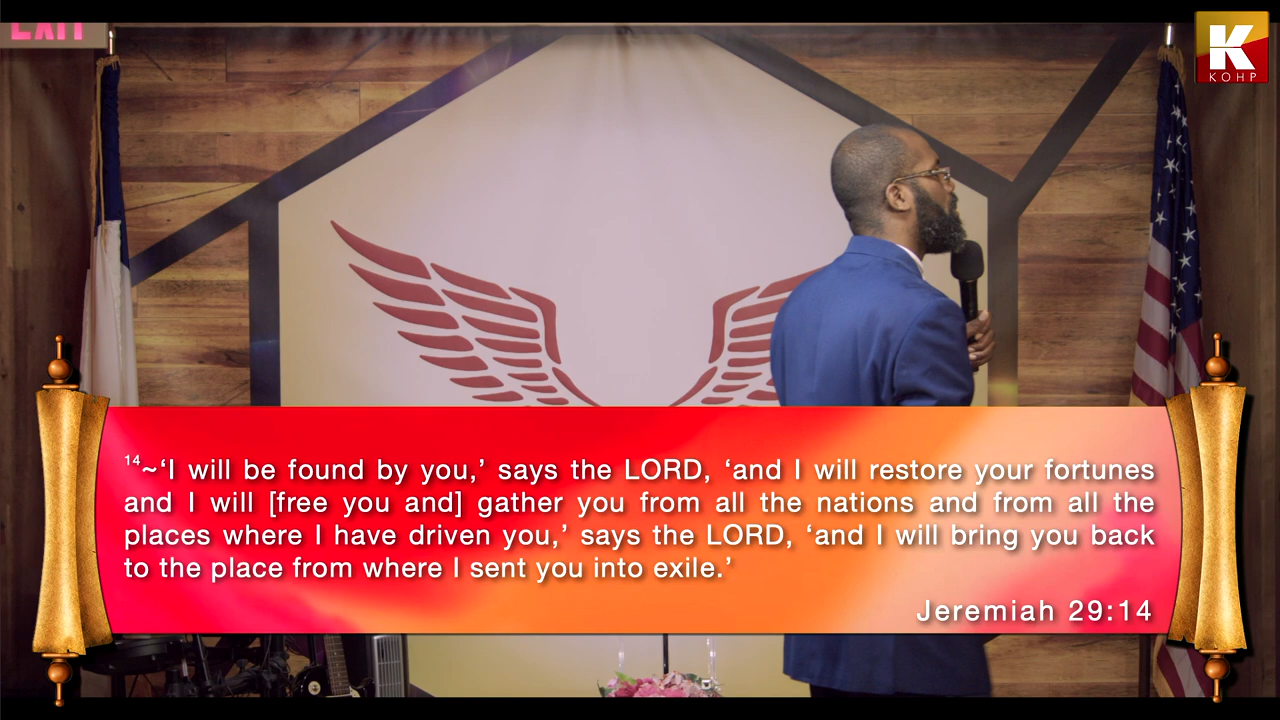 EXIT
K
KOHP
14~‘I will be found by you,’ says the LORD, ‘and I will restore your fortunes
and I will [free you and] gather you from all the nations and from all the
places where I have driven you,’ says the LORD, ‘and I will bring you back
to the place from where I sent you into exile.’
Jeremiah 29:14